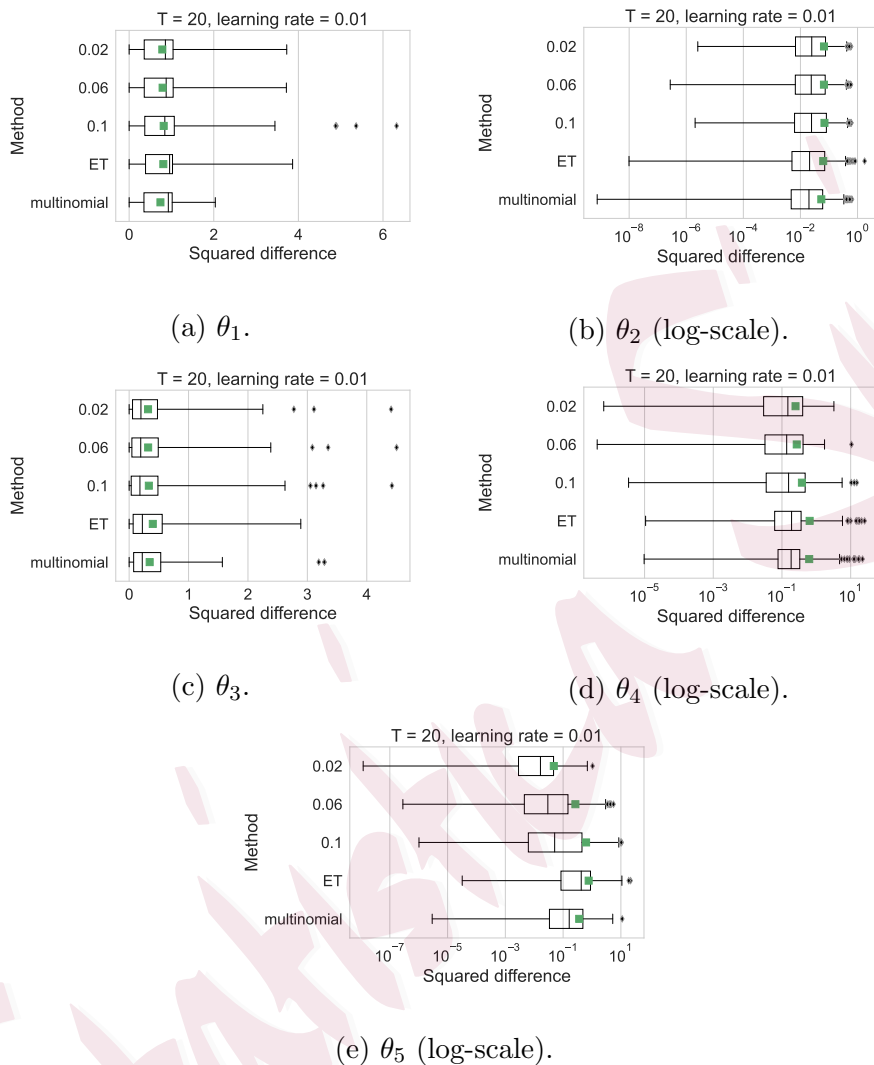 T = 20, learning rate = 0.01
Method
0.02
0.06
0.1
ET
multinomial
0 2 4 6
Squared difference
(a) θ₁.
T = 20, learning rate = 0.01
Method
0.02
0.06
0.1
ET
multinomial
10⁻⁸ 10⁻⁶ 10⁻⁴ 10⁻² 10⁰
Squared difference
(b) θ₂ (log-scale).
T = 20, learning rate = 0.01
Method
0.02
0.06
0.1
ET
multinomial
0 1 2 3 4
Squared difference
(c) θ₃.
T = 20, learning rate = 0.01
Method
0.02
0.06
0.1
ET
multinomial
10⁻⁵ 10⁻³ 10⁻¹ 10¹
Squared difference
(d) θ₄ (log-scale).
T = 20, learning rate = 0.01
Method
0.02
0.06
0.1
ET
multinomial
10⁻⁷ 10⁻⁵ 10⁻³ 10⁻¹ 10¹
Squared difference
(e) θ₅ (log-scale).